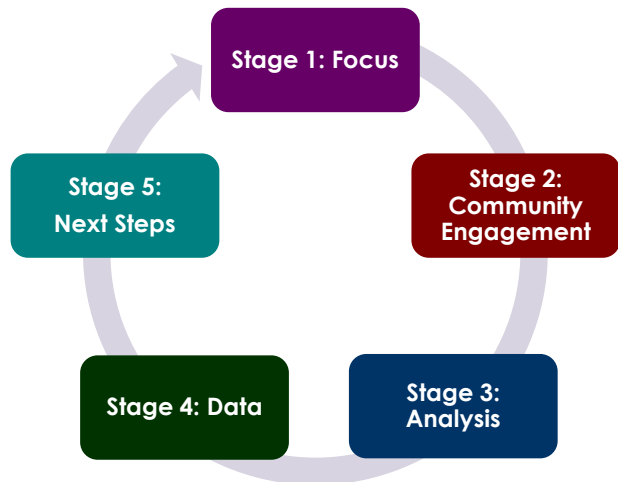 Stage 1: Focus
Stage 2:
Community
Engagement
Stage 3:
Analysis
Stage 4: Data
Stage 5:
Next Steps